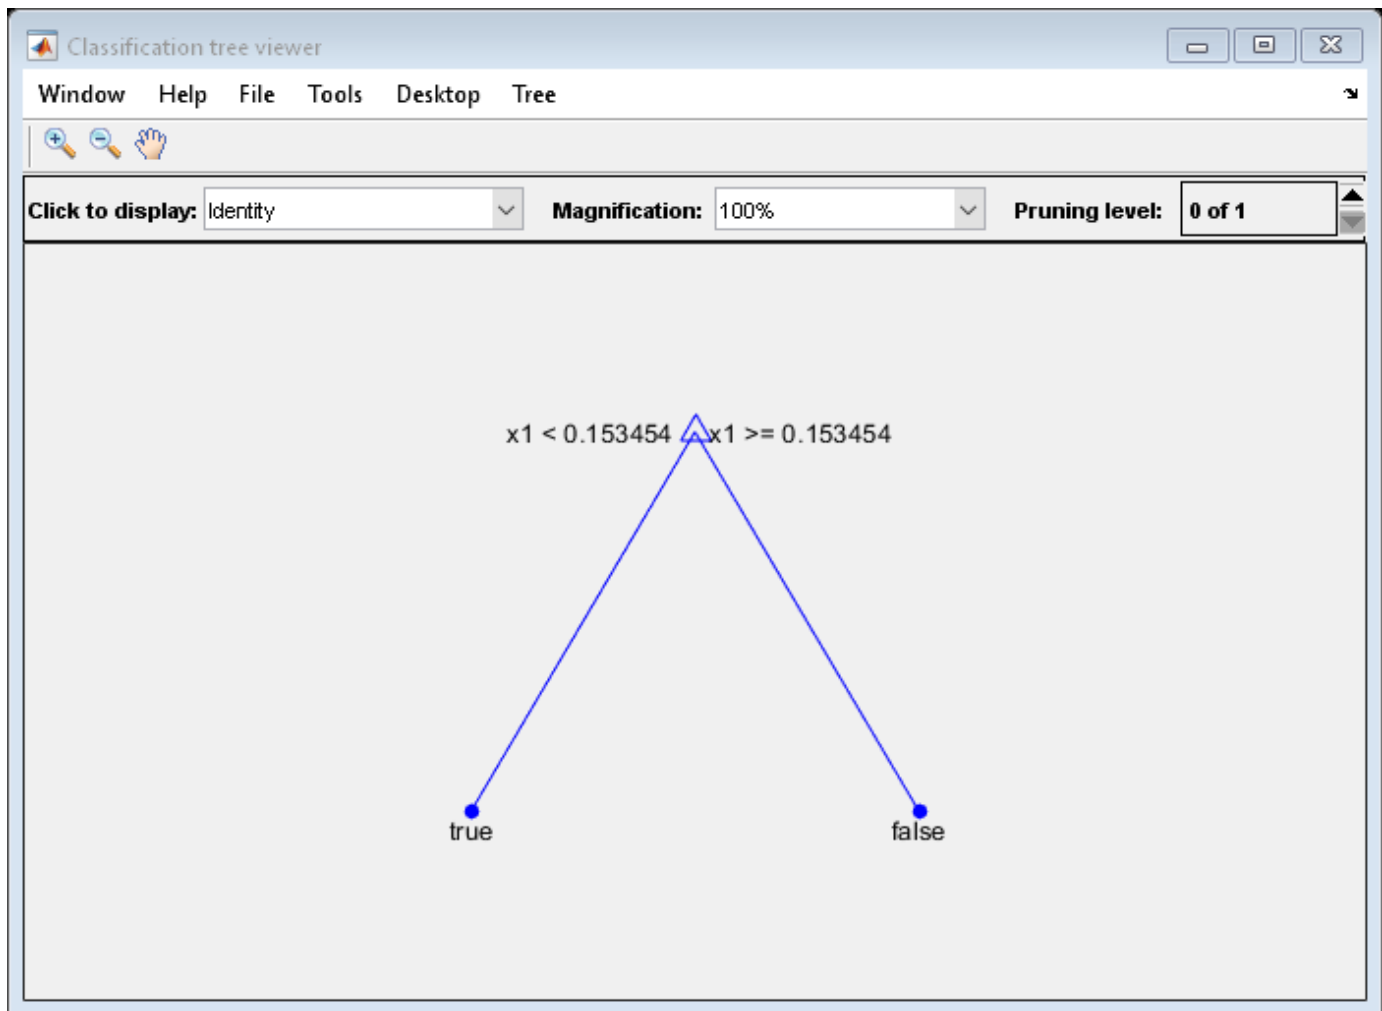 Classification tree viewer
Window Help File Tools Desktop Tree
Click to display: Identity Magnification: 100% Pruning level: 0 of 1
x1 < 0.153454 x1 >= 0.153454
true false